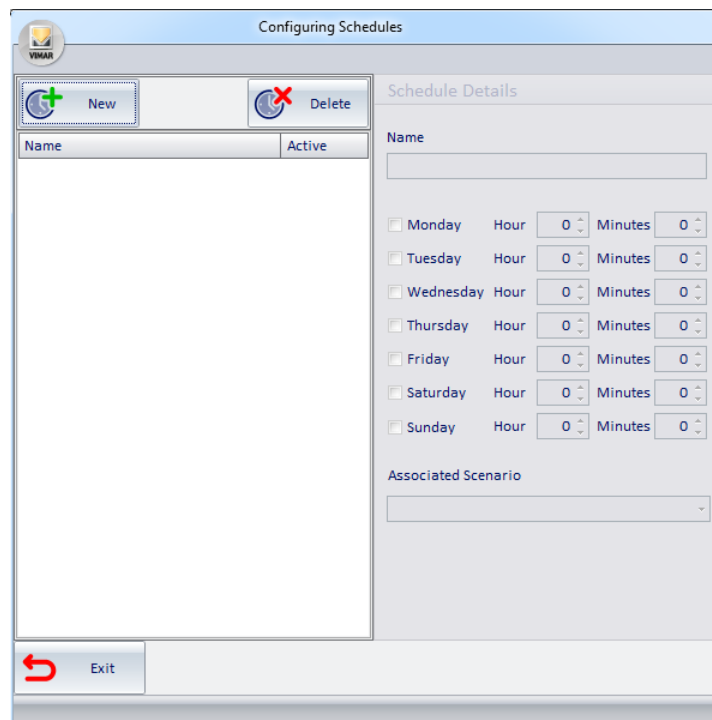 Configuring Schedules
VIMAR
New Delete
Schedule Details
Name Active
Name
Monday Hour 0 Minutes 0
Tuesday Hour 0 Minutes 0
Wednesday Hour 0 Minutes 0
Thursday Hour 0 Minutes 0
Friday Hour 0 Minutes 0
Saturday Hour 0 Minutes 0
Sunday Hour 0 Minutes 0
Associated Scenario
Exit